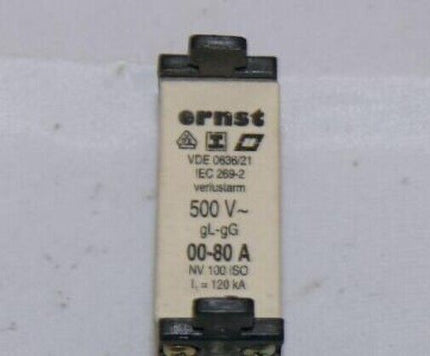 ernst
VDE 0636/21
IEC 269-2
verlustarm
500 V~
gL-gG
00-80 A
NV 100 ISO
I₁ = 120 kA